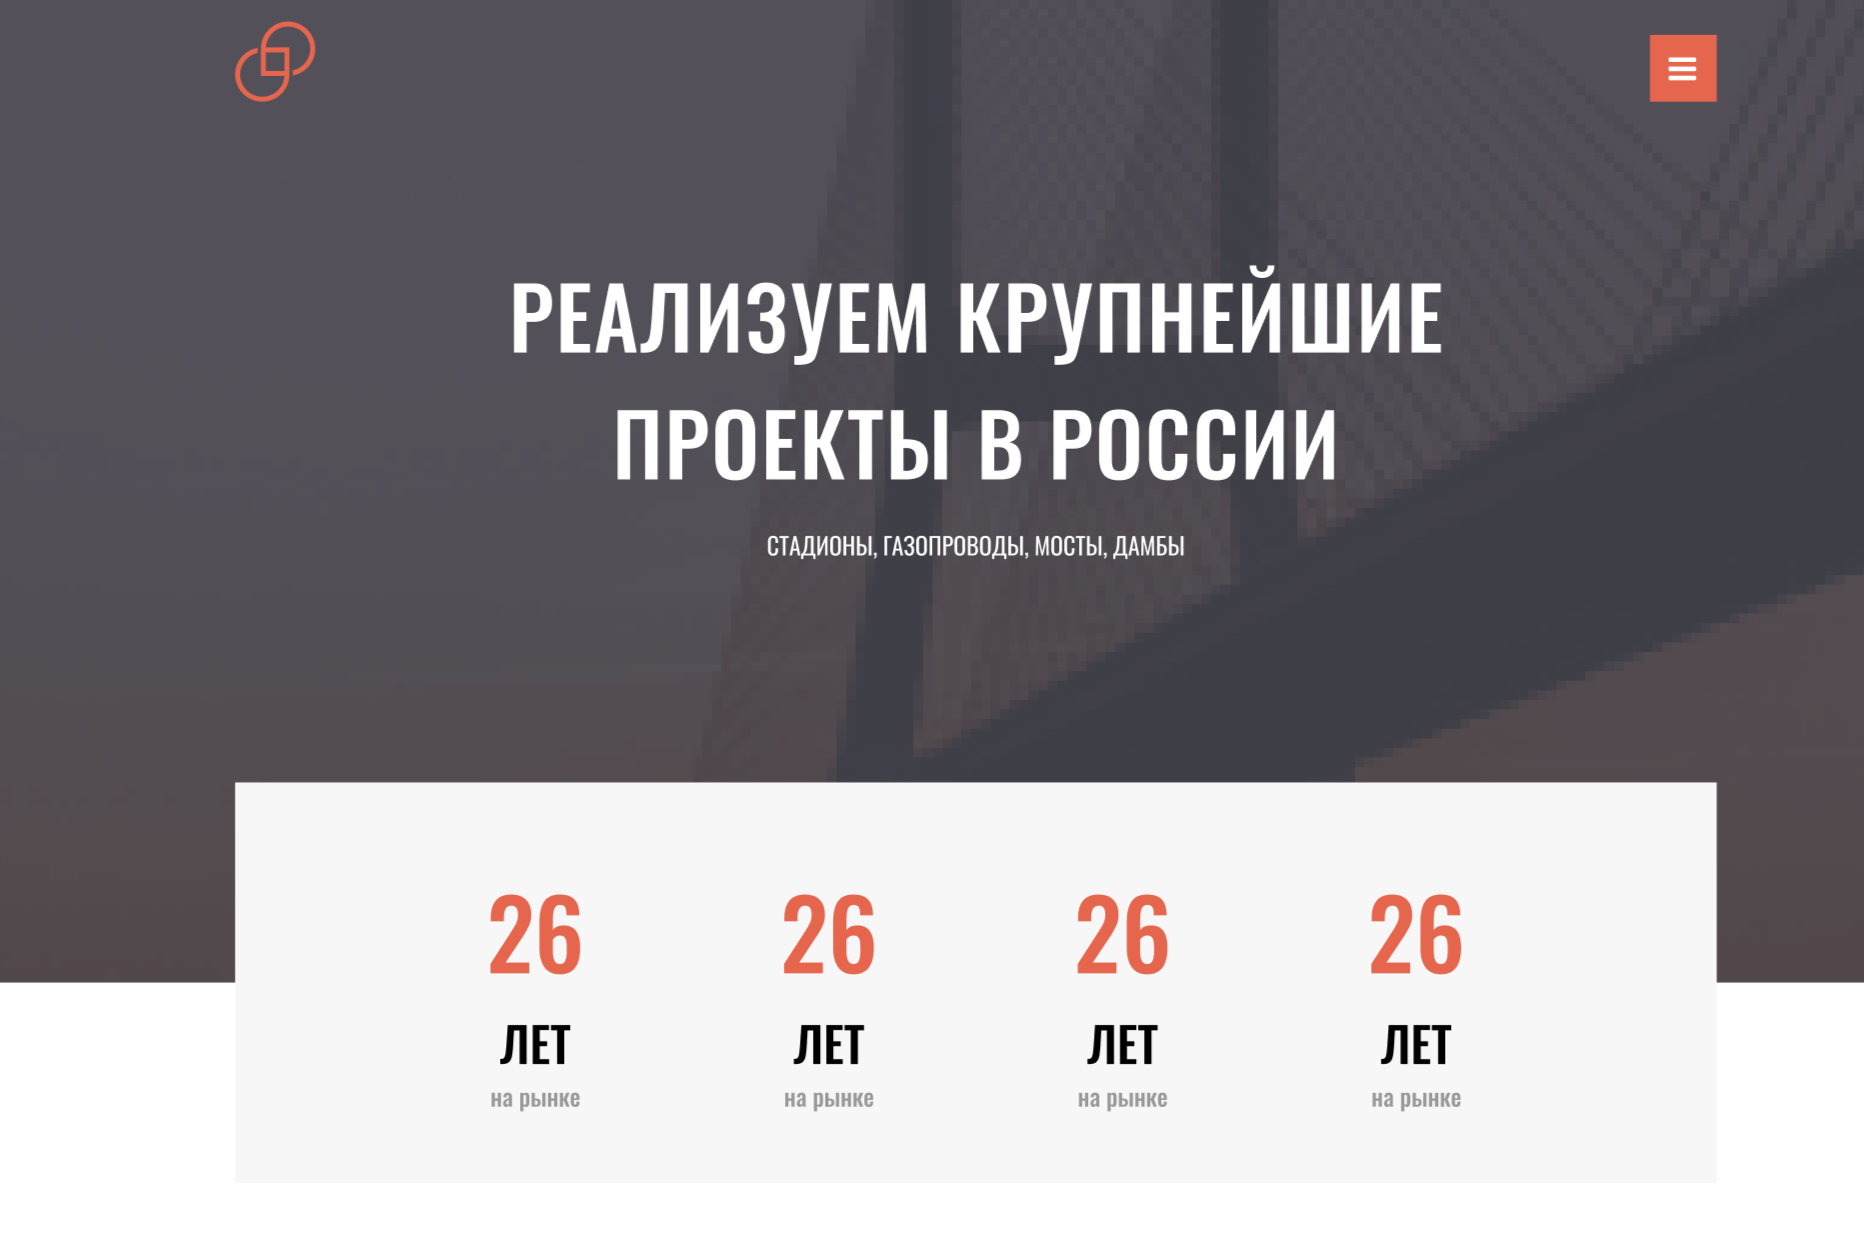 РЕАЛИЗУЕМ КРУПНЕЙШИЕ
ПРОЕКТЫ В РОССИИ
СТАДИОНЫ, ГАЗОПРОВОДЫ, МОСТЫ, ДАМБЫ
26 26 26 26
ЛЕТ ЛЕТ ЛЕТ ЛЕТ
на рынке на рынке на рынке на рынке